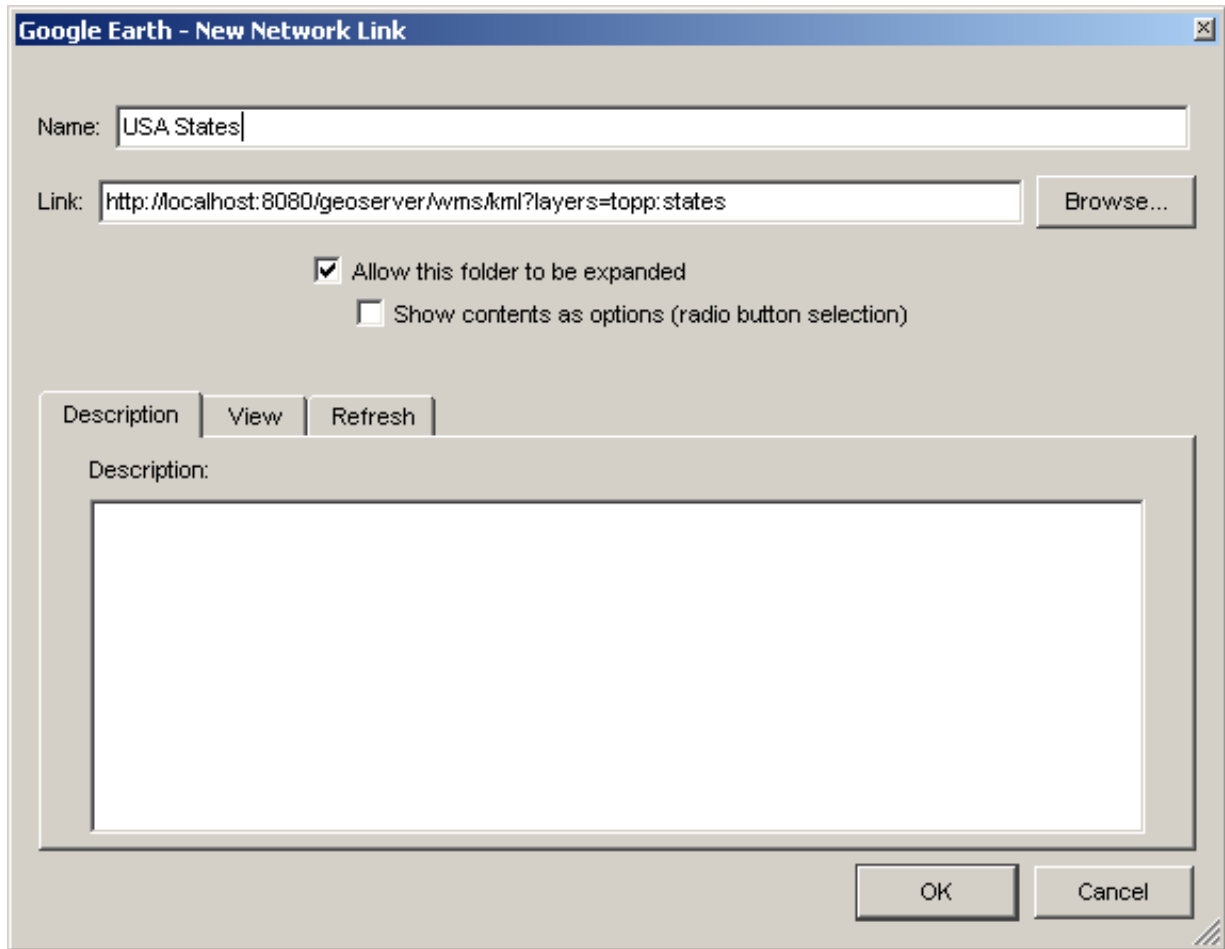 Google Earth - New Network Link
Name: USA States
Link: http://localhost:8080/geoserver/wms/kml?layers=topp:states Browse...
Allow this folder to be expanded
Show contents as options (radio button selection)
Description View Refresh
Description:
OK Cancel